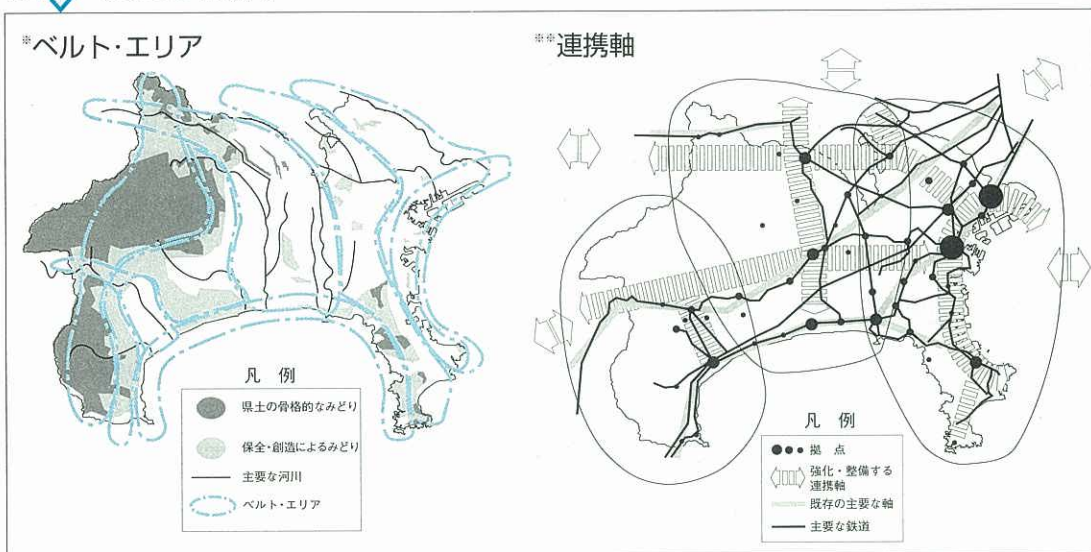 ※ベルト・エリア
凡 例
県土の骨格的なみどり
保全・創造によるみどり
主要な河川
ベルト・エリア
※※連携軸
凡 例
拠 点
強化・整備する
連携軸
既存の主要な軸
主要な鉄道